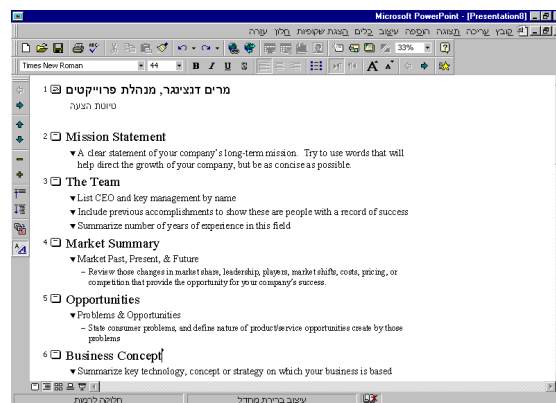 Microsoft PowerPoint - [Presentation8]
קובץ עריכה תצוגה הוספה עיצוב כלים הצגת שקופיות חלון עזרה
33%
Times New Roman 44 B I U S A A
1 מרים דנצינגר, מנהלת פרוייקטים
טיוטת הצעה
2 Mission Statement
▼ A clear statement of your company's long-term mission. Try to use words that will
help direct the growth of your company, but be as concise as possible.
3 The Team
▼ List CEO and key management by name
▼ Include previous accomplishments to show these are people with a record of success
▼ Summarize number of years of experience in this field
4 Market Summary
▼ Market Past, Present, & Future
– Review those changes in market share, leadership, players, market shifts, costs, pricing, or
competition that provide the opportunity for your company's success.
5 Opportunities
▼ Problems & Opportunities
– State consumer problems, and define nature of product/service opportunities create by those
problems
6 Business Concept
▼ Summarize key technology, concept or strategy on which your business is based
חלוקה לרמות עיצוב ברירת מחדל